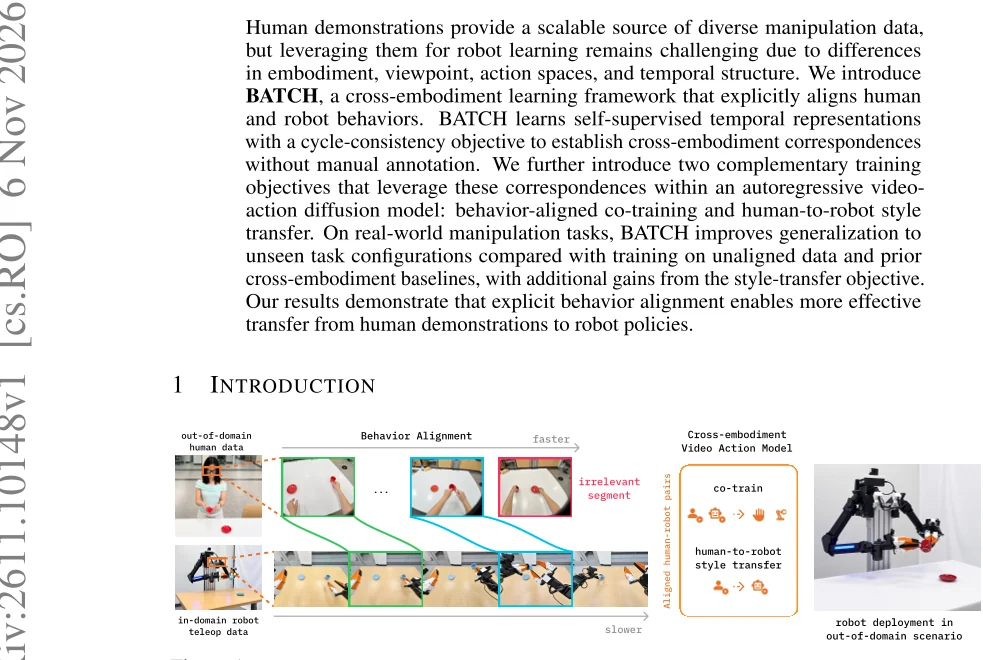 Human demonstrations provide a scalable source of diverse manipulation data,
but leveraging them for robot learning remains challenging due to differences
in embodiment, viewpoint, action spaces, and temporal structure. We introduce
BATCH, a cross-embodiment learning framework that explicitly aligns human
and robot behaviors. BATCH learns self-supervised temporal representations
with a cycle-consistency objective to establish cross-embodiment correspondences
without manual annotation. We further introduce two complementary training
objectives that leverage these correspondences within an autoregressive video-
action diffusion model: behavior-aligned co-training and human-to-robot style
transfer. On real-world manipulation tasks, BATCH improves generalization to
unseen task configurations compared with training on unaligned data and prior
cross-embodiment baselines, with additional gains from the style-transfer objective.
Our results demonstrate that explicit behavior alignment enables more effective
transfer from human demonstrations to robot policies.
iv:2611.10148v1 [cs.RO] 6 Nov 2026
1 INTRODUCTION
out-of-domain
human data
Behavior Alignment
faster
...
irrelevant
segment
in-domain robot
teleop data
slower
Aligned human-robot pairs
Cross-embodiment
Video Action Model
co-train
human-to-robot
style transfer
robot deployment in
out-of-domain scenario